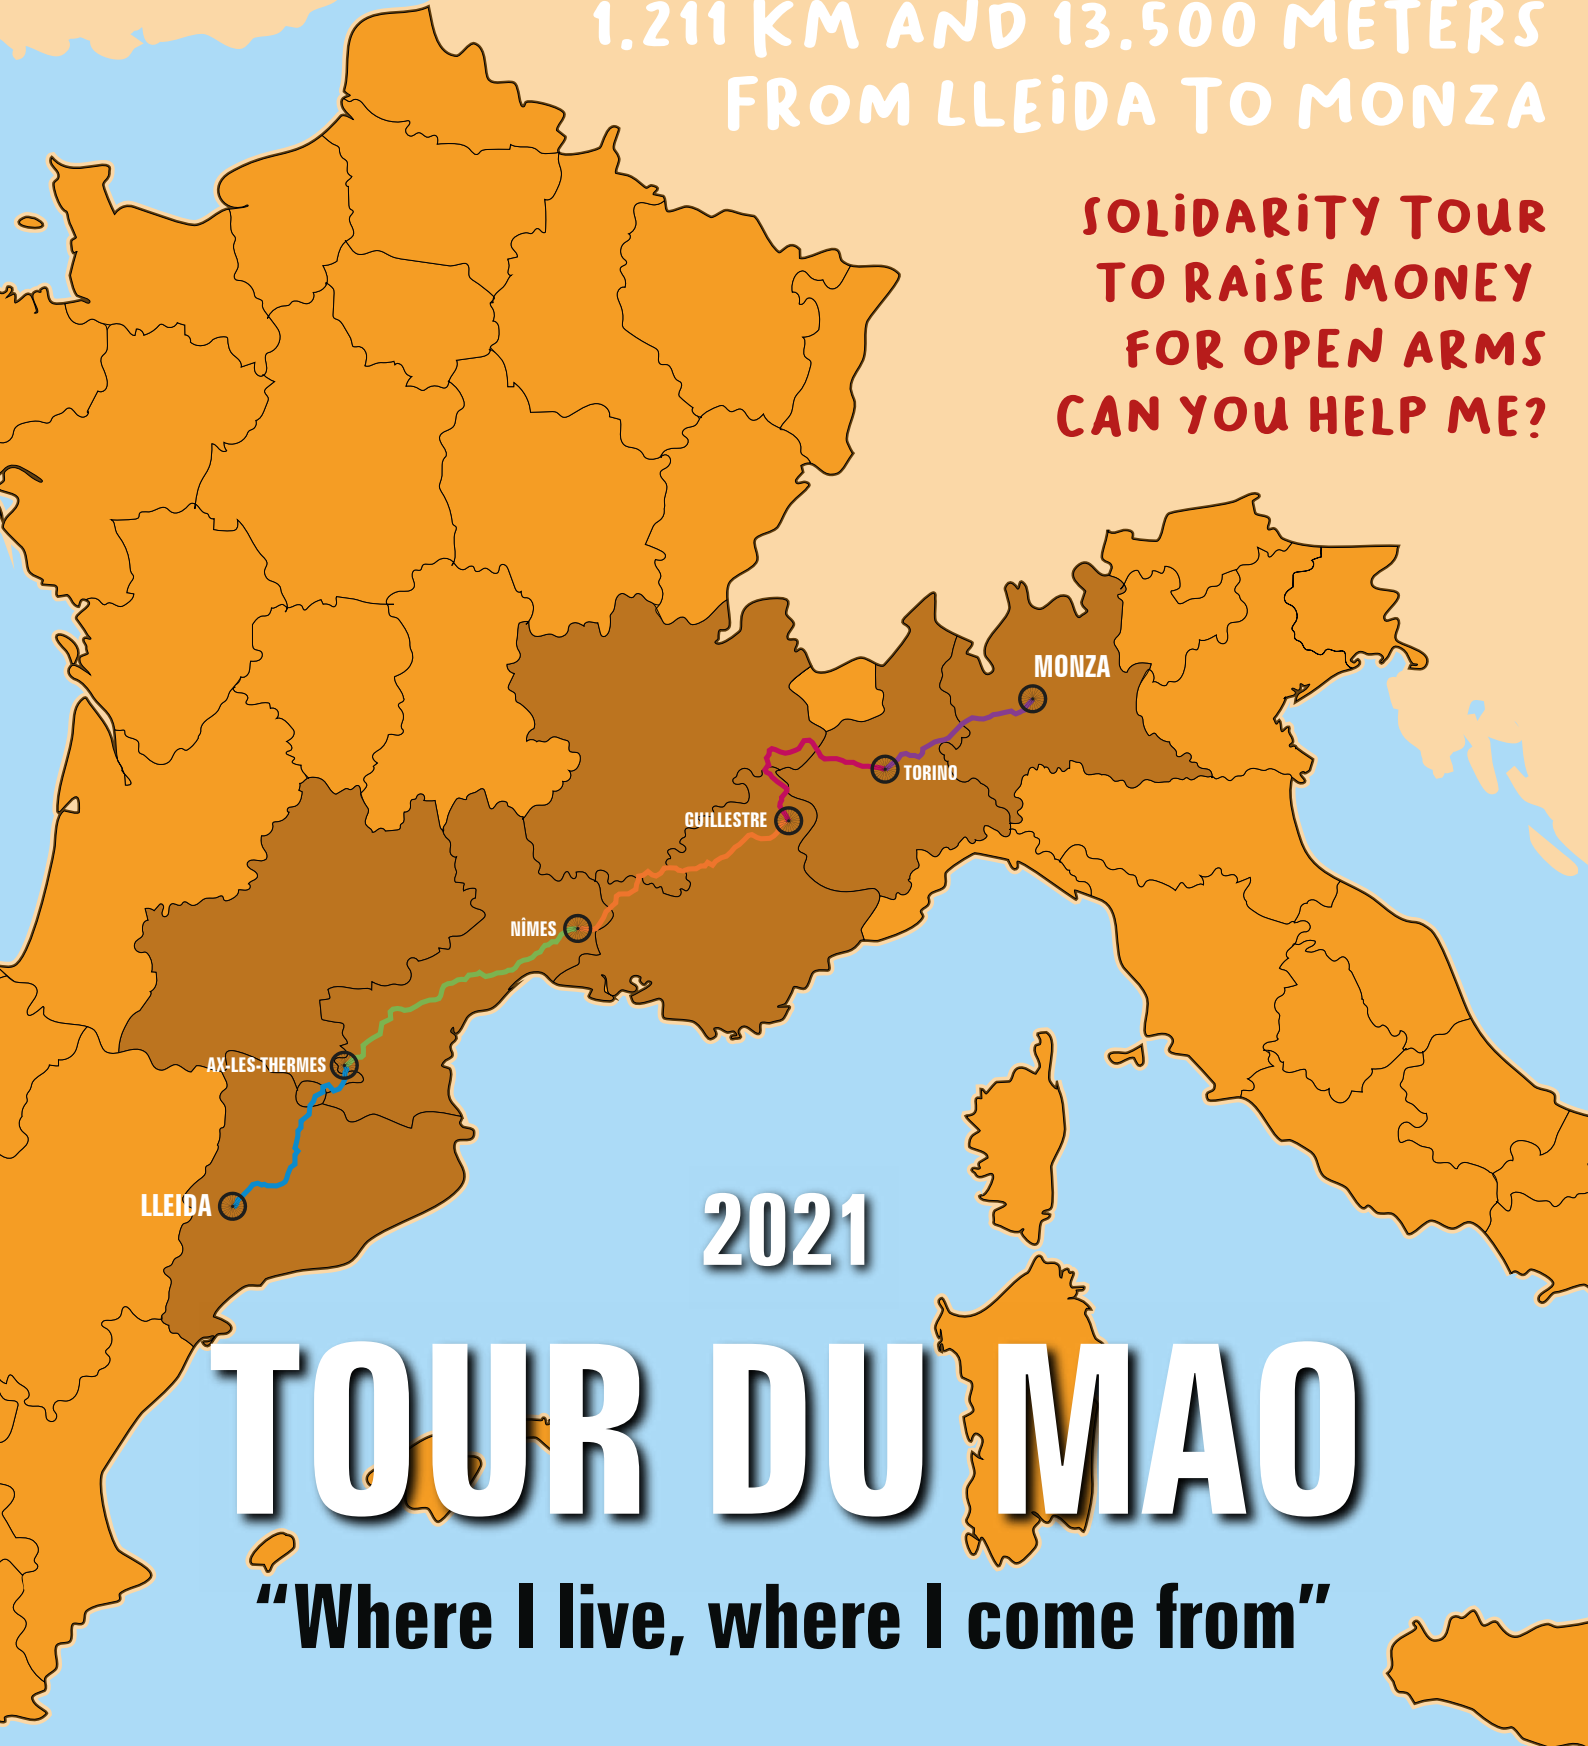 1.211 KM AND 13.500 METERS
FROM LLEiDA TO MONZA
SOLiDARiTY TOUR
TO RAiSE MONEY
FOR OPEN ARMS
CAN YOU HELP ME?
MONZA
TORINO
GUILLESTRE
NÎMES
AX-LES-THERMES
LLEIDA
2021
TOUR DU MAO
“Where I live, where I come from”